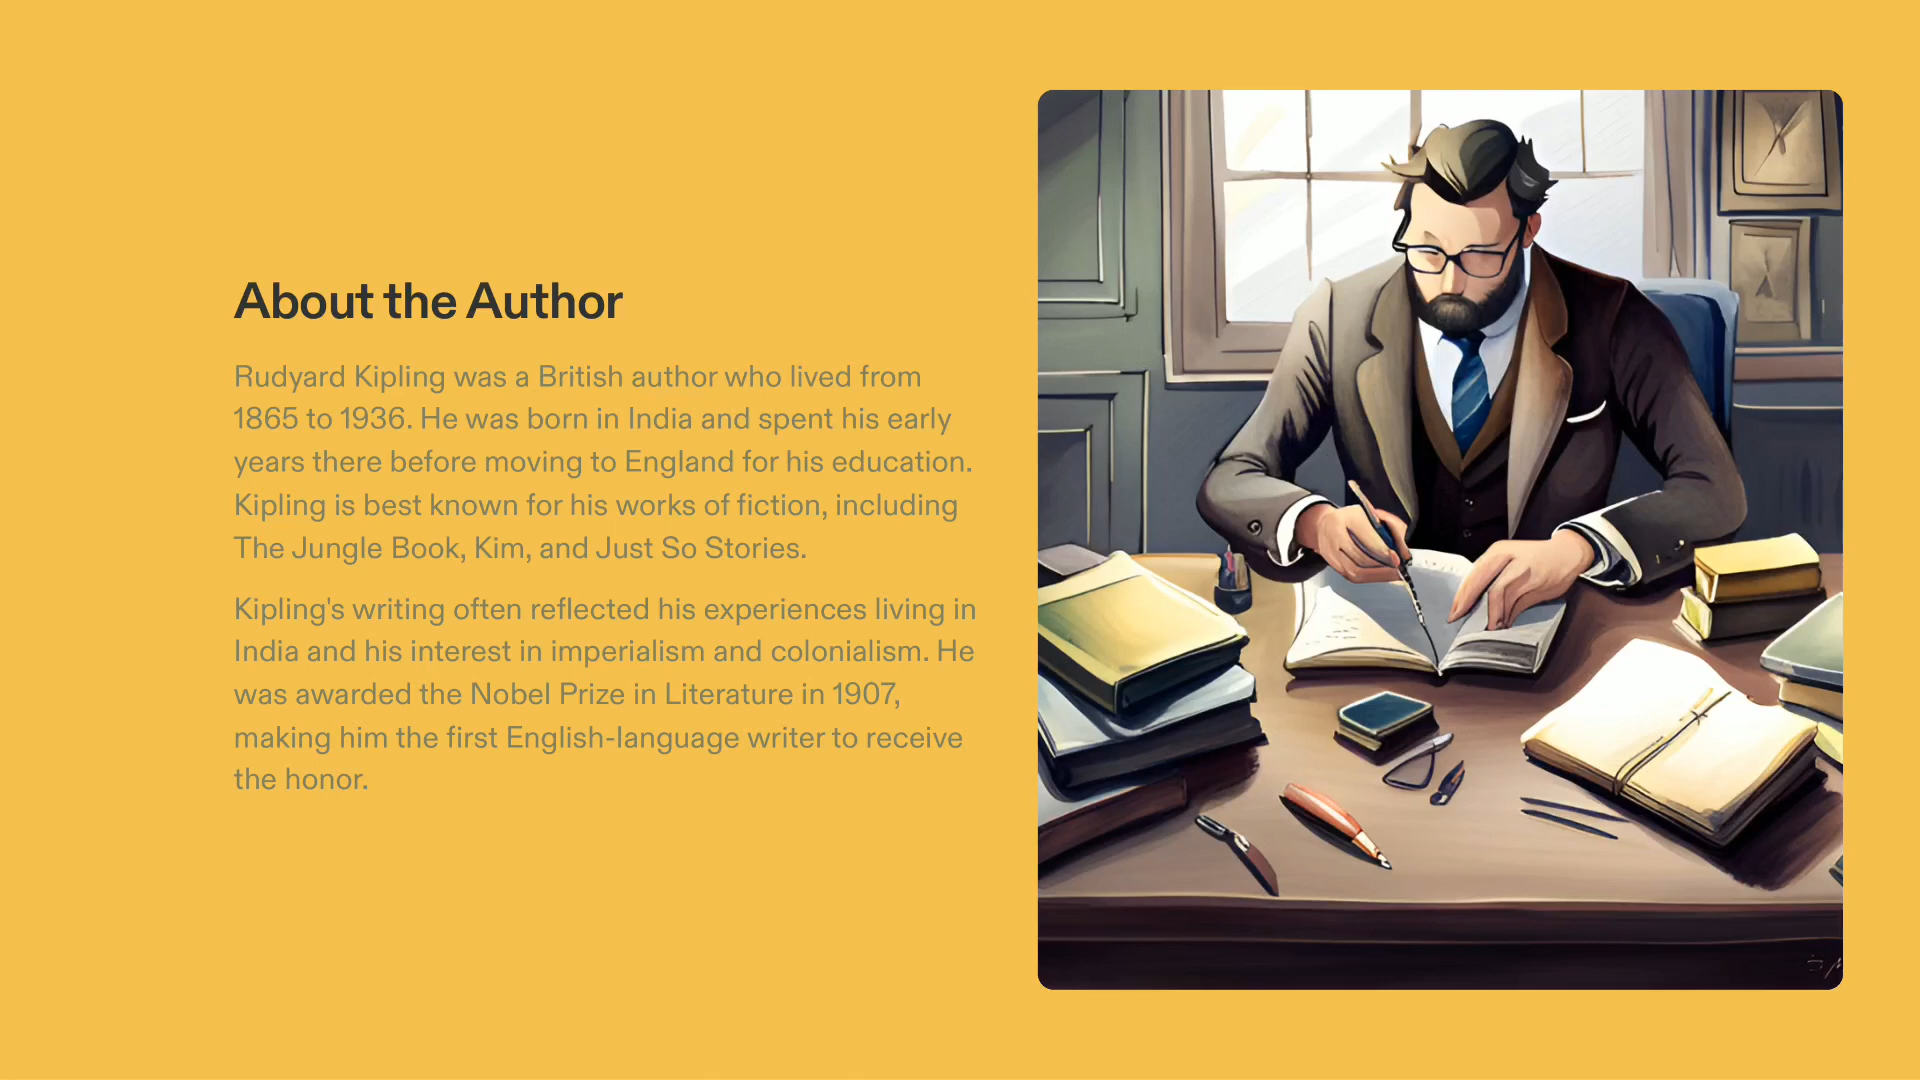 About the Author
Rudyard Kipling was a British author who lived from
1865 to 1936. He was born in India and spent his early
years there before moving to England for his education.
Kipling is best known for his works of fiction, including
The Jungle Book, Kim, and Just So Stories.
Kipling's writing often reflected his experiences living in
India and his interest in imperialism and colonialism. He
was awarded the Nobel Prize in Literature in 1907,
making him the first English-language writer to receive
the honor.